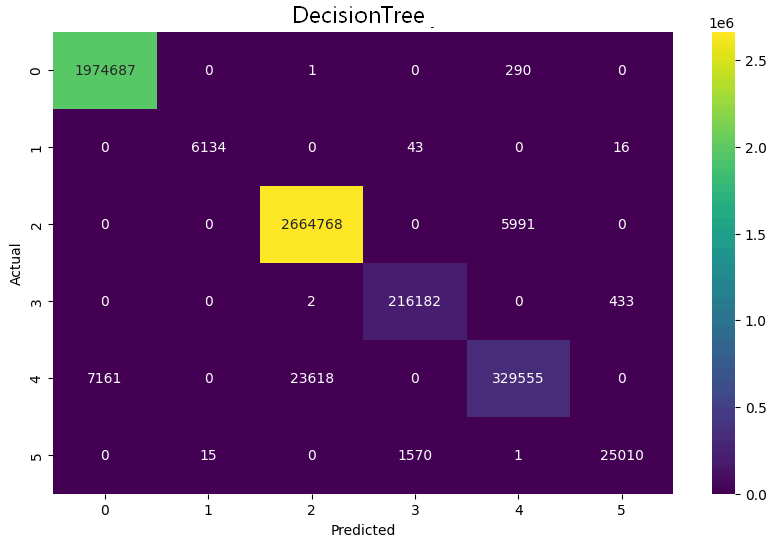 DecisionTree
1e6
0 1974687 0 1 0 290 0
1 0 6134 0 43 0 16
2 0 0 2664768 0 5991 0
3 0 0 2 216182 0 433
4 7161 0 23618 0 329555 0
5 0 15 0 1570 1 25010
0 1 2 3 4 5
Predicted
Actual
2.5
2.0
1.5
1.0
0.5
0.0